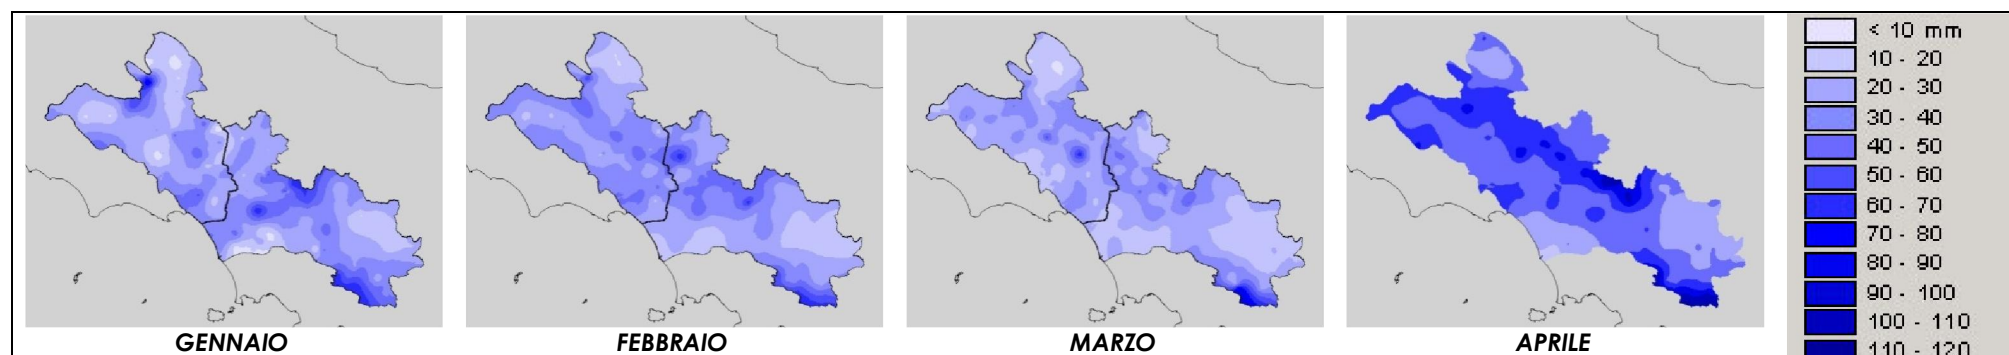 GENNAIO
FEBBRAIO
MARZO
APRILE
< 10 mm
10 - 20
20 - 30
30 - 40
40 - 50
50 - 60
60 - 70
70 - 80
80 - 90
90 - 100
100 - 110
110 - 120